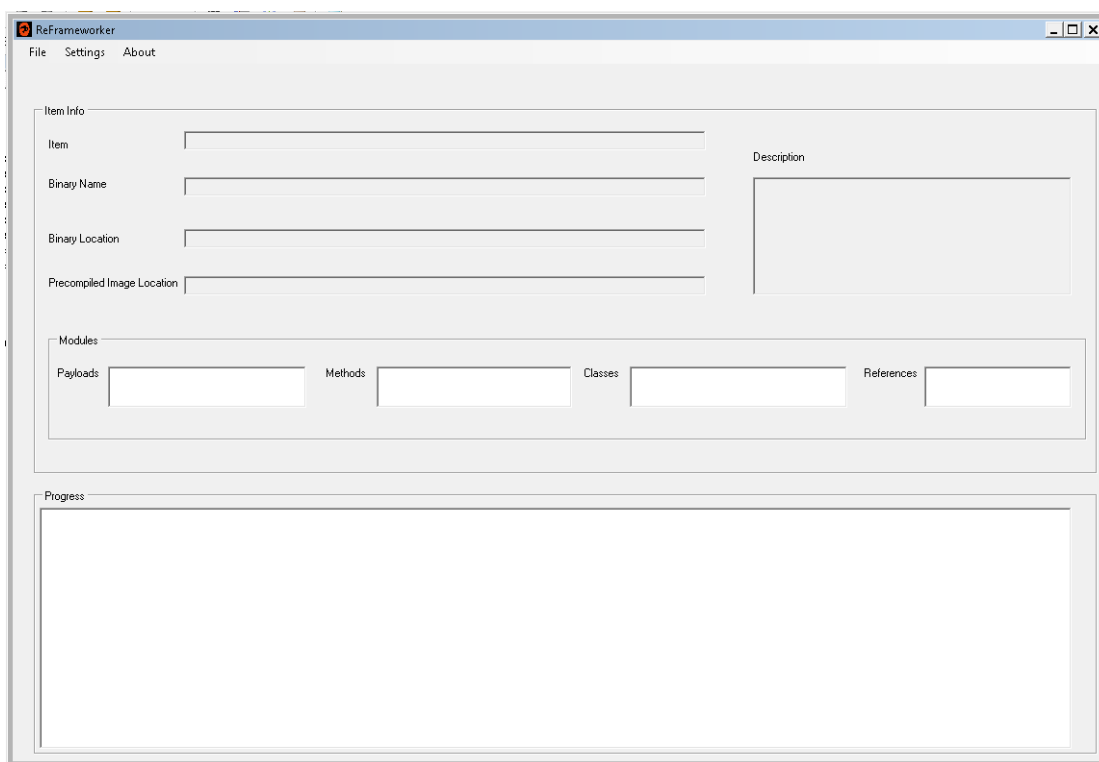 ReFrameworker
File Settings About
Item Info
Item
Description
Binary Name
Binary Location
Precompiled Image Location
Modules
Payloads Methods Classes References
Progress